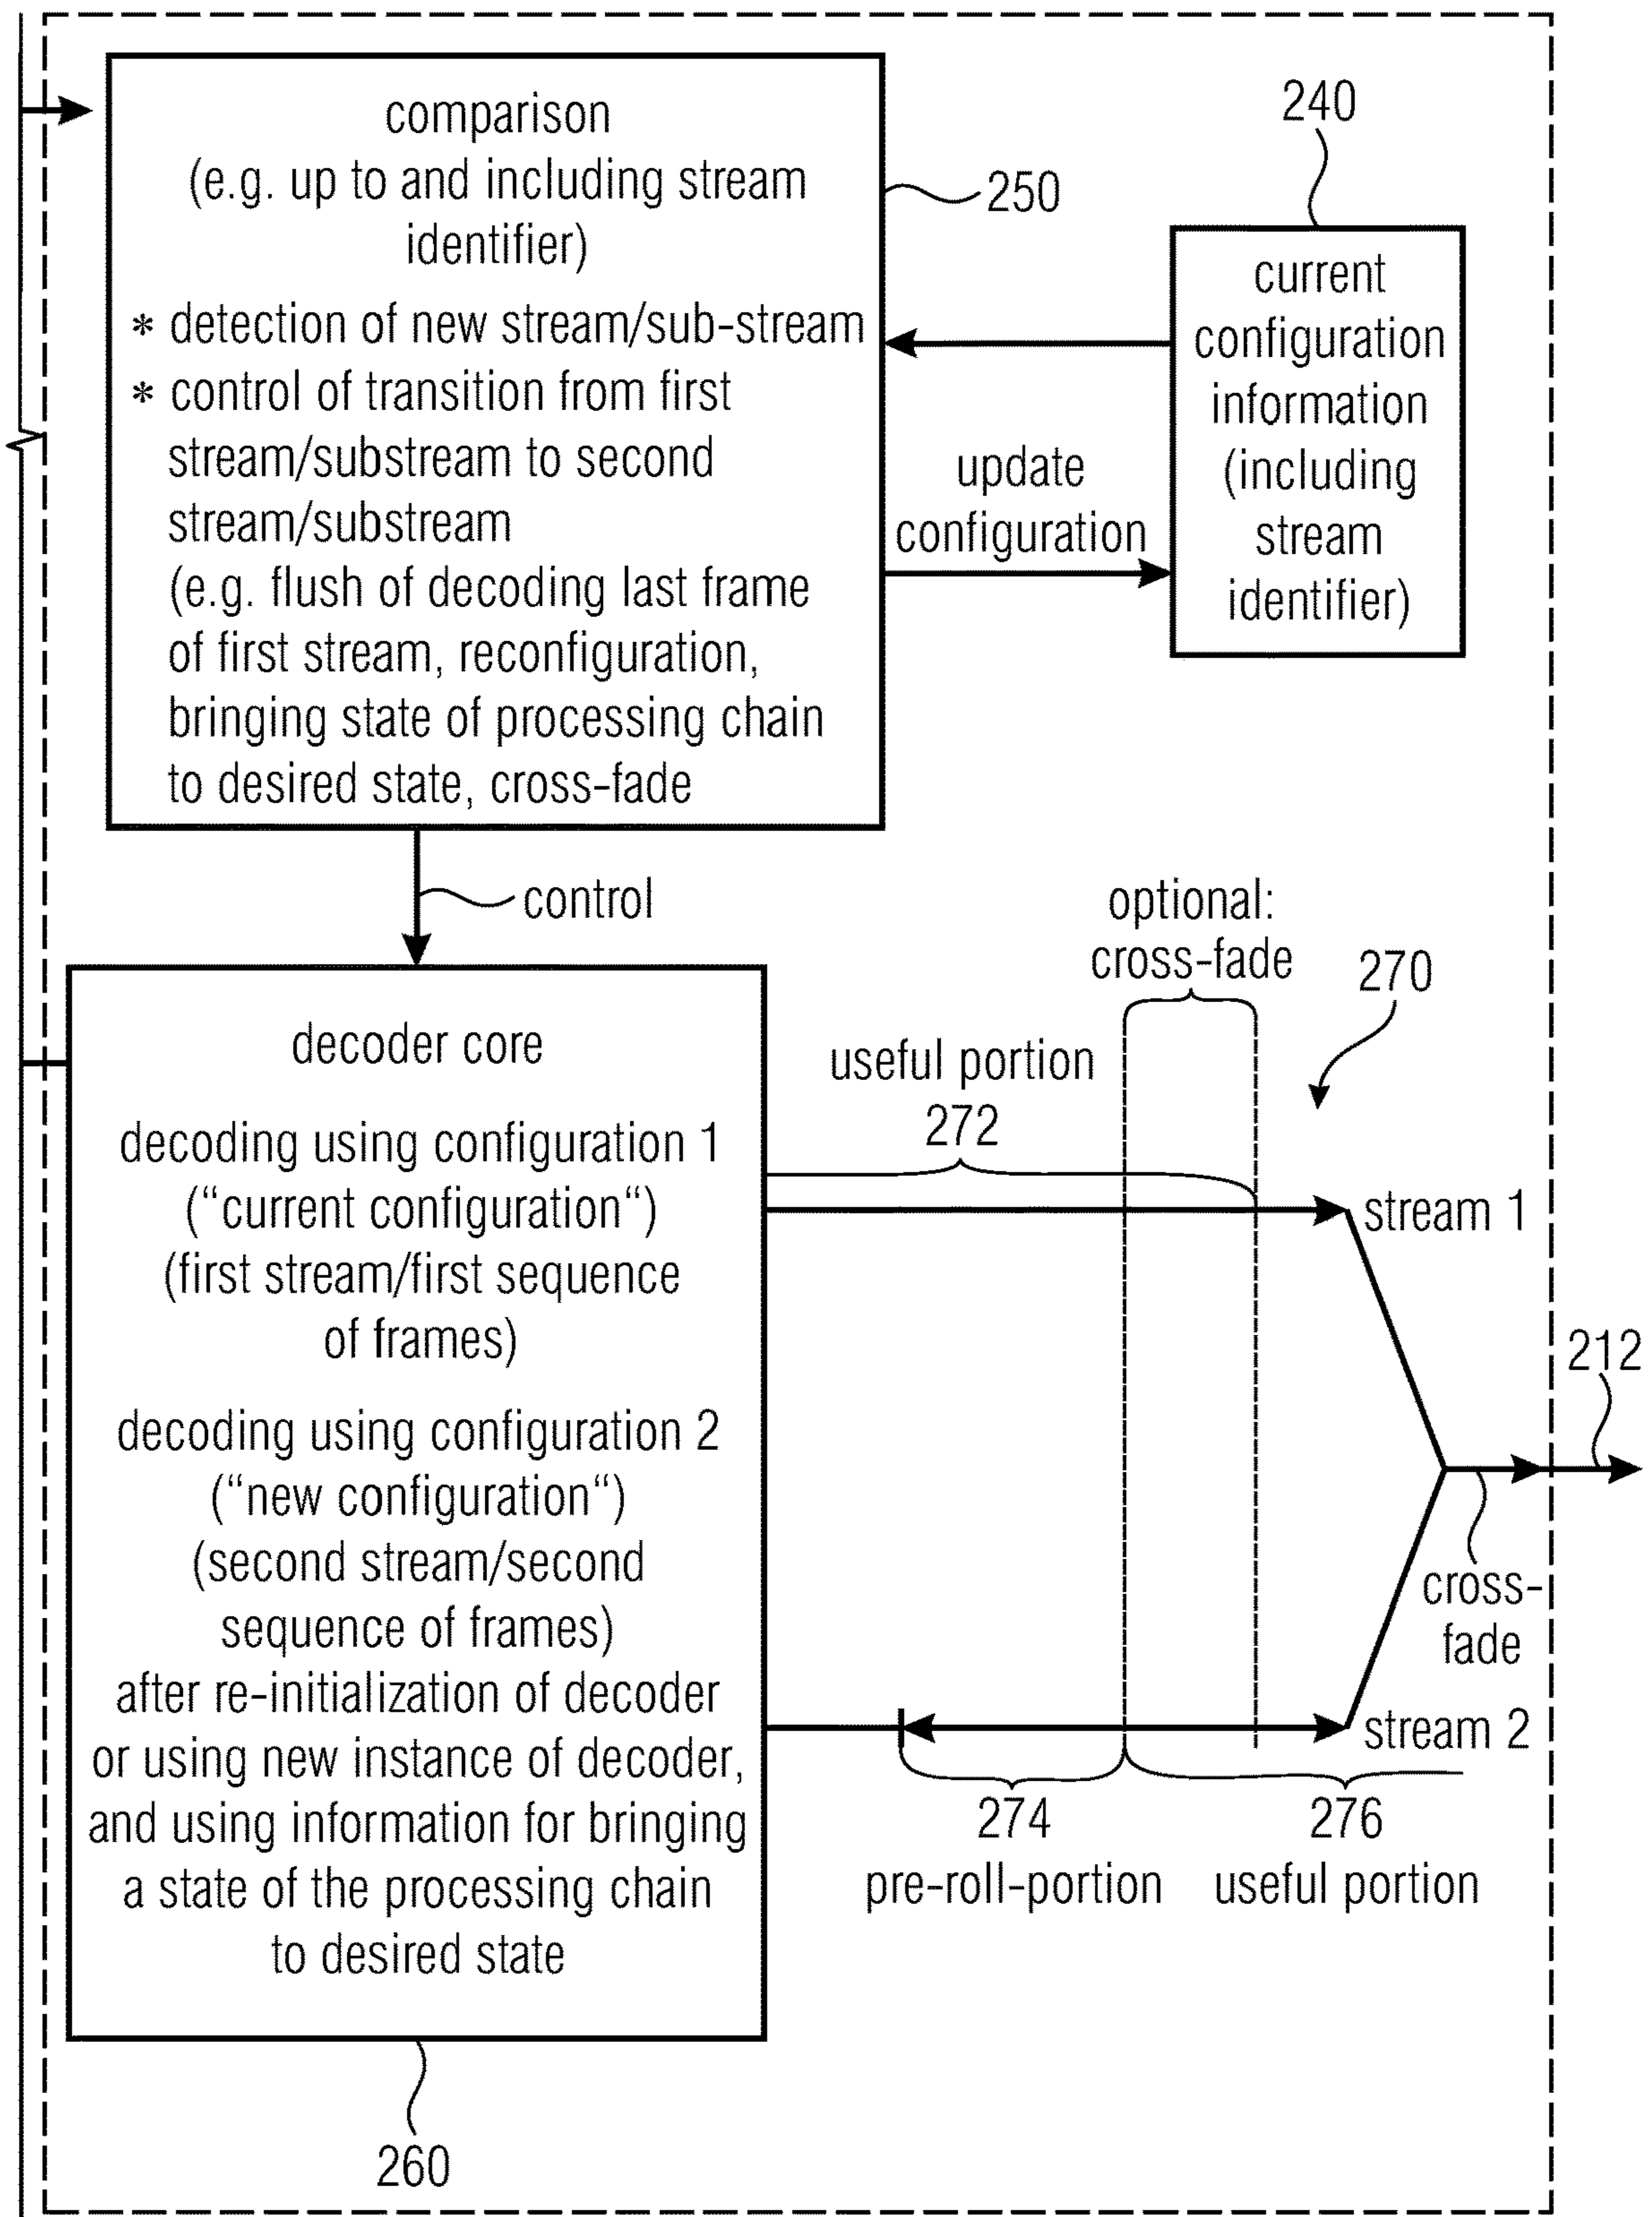 comparison
(e.g. up to and including stream
identifier)
* detection of new stream/sub-stream
* control of transition from first
stream/substream to second
stream/substream
(e.g. flush of decoding last frame
of first stream, reconfiguration,
bringing state of processing chain
to desired state, cross-fade
250
240
current
configuration
information
(including
stream
identifier)
update
configuration
control
optional:
cross-fade
270
decoder core
decoding using configuration 1
(“current configuration“)
(first stream/first sequence
of frames)
decoding using configuration 2
(“new configuration“)
(second stream/second
sequence of frames)
after re-initialization of decoder
or using new instance of decoder,
and using information for bringing
a state of the processing chain
to desired state
260
useful portion
272
stream 1
212
cross-
fade
stream 2
274
pre-roll-portion
276
useful portion